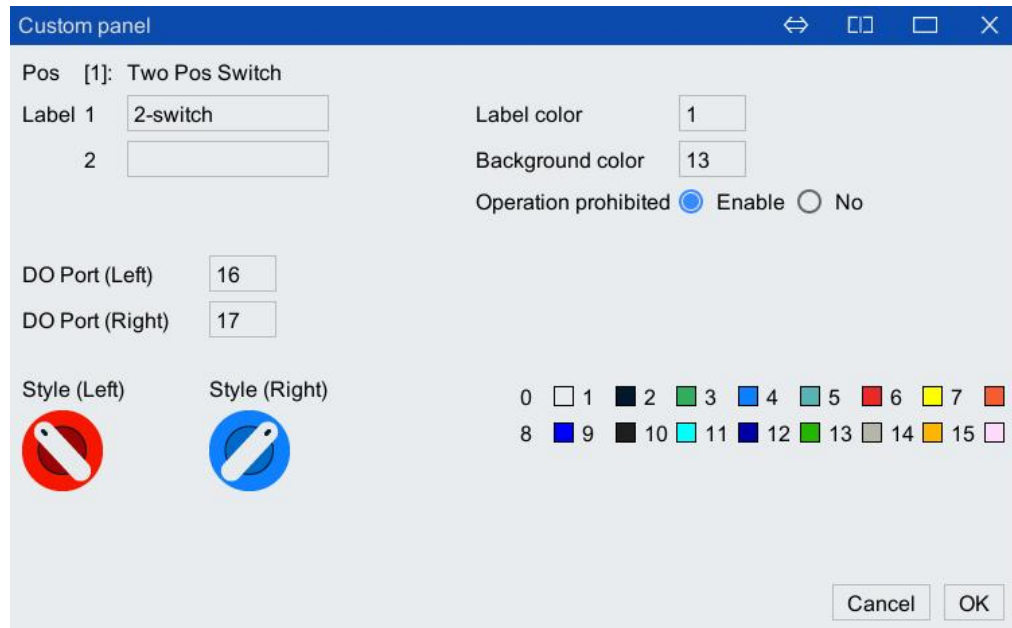 Custom panel
Pos [1]: Two Pos Switch
Label 1 2-switch
Label color 1
2
Background color 13
Operation prohibited Enable No
DO Port (Left) 16
DO Port (Right) 17
Style (Left) Style (Right)
0 1 2 3 4 5 6 7
8 9 10 11 12 13 14 15
Cancel OK